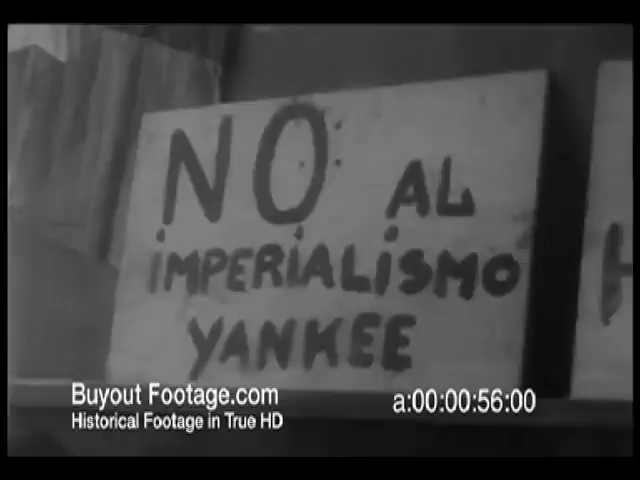 NO AL
iMPERiALiSMO
YANKEE
H
Buyout Footage.com
a:00:00:56:00
Historical Footage in True HD